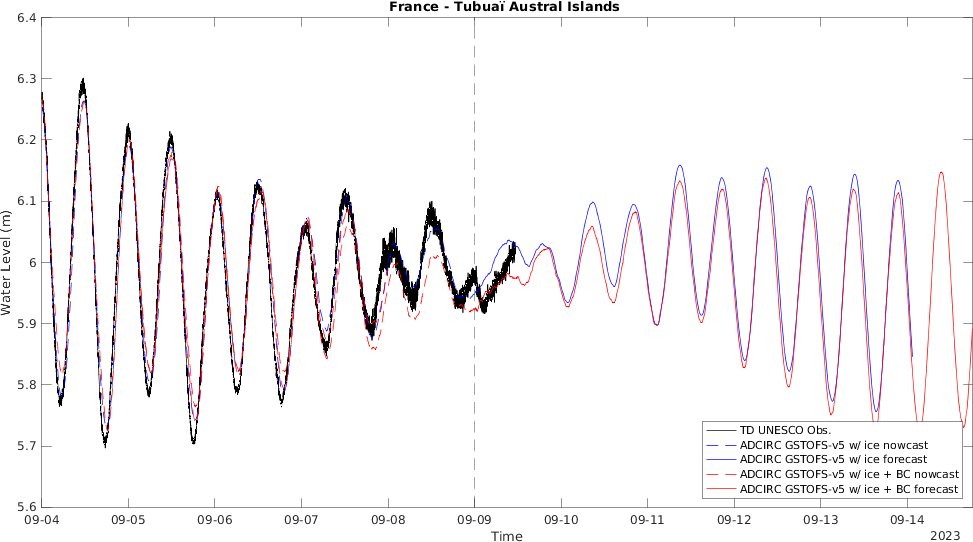 France - Tubuaï Austral Islands
6.4
6.3
6.2
6.1
6
5.9
5.8
5.7
5.6
Water Level (m)
TD UNESCO Obs.
ADCIRC GSTOFS-v5 w/ ice nowcast
ADCIRC GSTOFS-v5 w/ ice forecast
ADCIRC GSTOFS-v5 w/ ice + BC nowcast
ADCIRC GSTOFS-v5 w/ ice + BC forecast
09-04 09-05 09-06 09-07 09-08 09-09 09-10 09-11 09-12 09-13 09-14
Time
2023